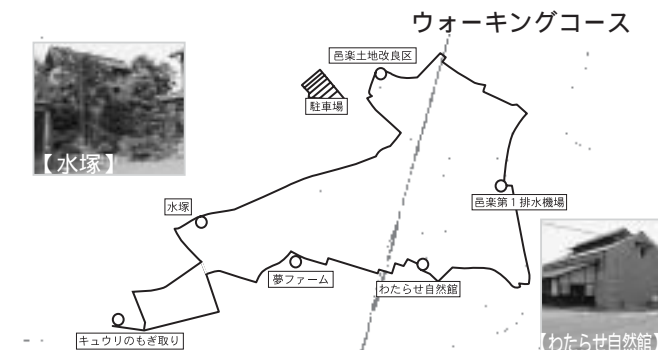 ウォーキングコース
邑楽土地改良区
駐車場
【水塚】
水塚
邑楽第1排水機場
夢ファーム
わたらせ自然館
キュウリのもぎ取り
【わたらせ自然館】